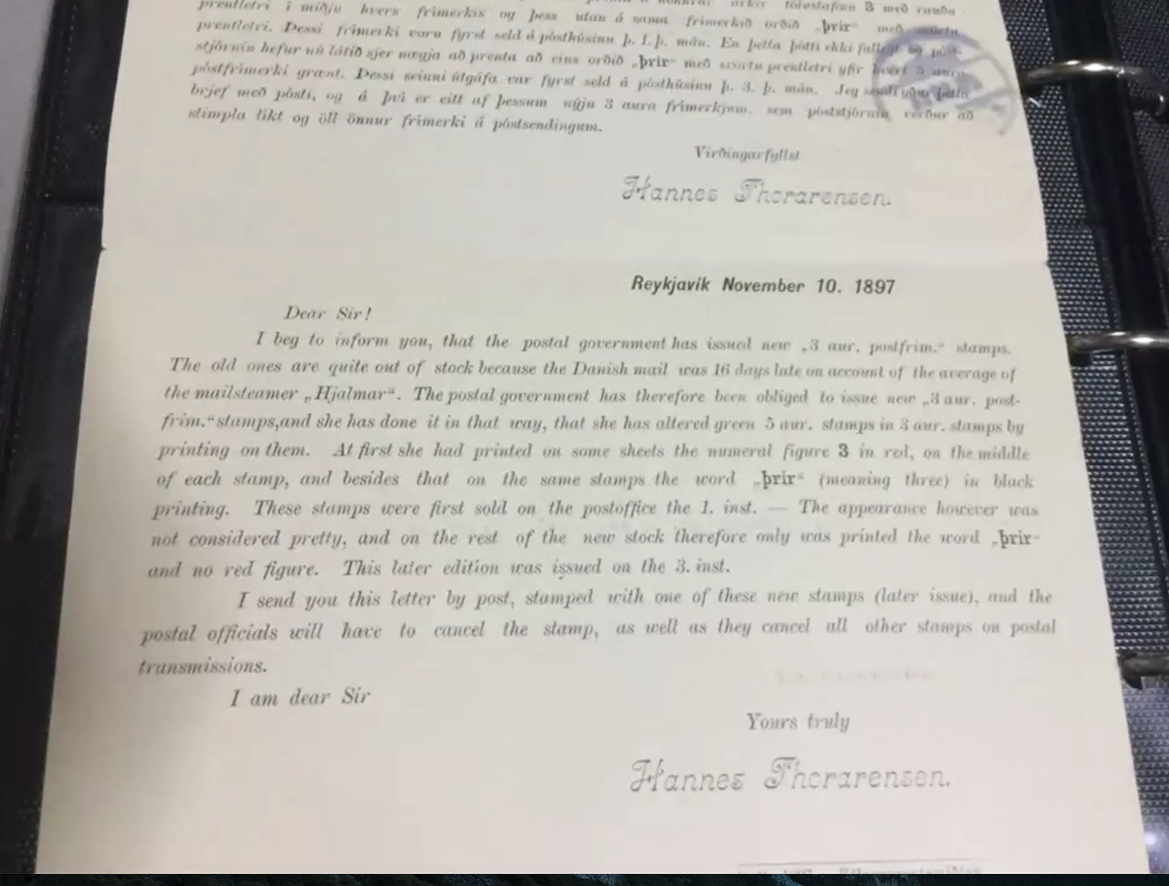 prentletri í miðju hvers frímerkis og þess utan á sama frímerkið orðið „þrir“ með svörtu
prentletri. Þessi frímerki voru fyrst seld á pósthúsinu þ. 1. þ. mán. En þetta þótti ekki fallegt og póst-
stjórnin hefur nú látið sjer nægja að prenta að eins orðið „þrir“ með svörtu prentletri yfir hvert 5 aura
póstfrimerki grænt. Þessi seinni útgáfa var fyrst seld á pósthúsinu þ. 3. þ. mán. Jeg sendi yður þetta
brjef með pósti, og á því er eitt af þessum nýju 3 aura frímerkjum, sem póststjórnin verður að
stimpla líkt og öll önnur frímerki á póstsendingum.
Virðingarfyllst
Hannes Thorarensen.
Reykjavík November 10. 1897
Dear Sir!
I beg to inform you, that the postal government has issued new „3 aur. postfrim.“ stamps.
The old ones are quite out of stock because the Danish mail was 16 days late on account of the average of
the mailsteamer „Hjalmar“. The postal government has therefore been obliged to issue new „3 aur. post-
frim.“ stamps, and she has done it in that way, that she has altered green 5 aur. stamps in 3 aur. stamps by
printing on them. At first she had printed on some sheets the numeral figure 3 in red, on the middle
of each stamp, and besides that on the same stamps the word „þrir“ (meaning three) in black
printing. These stamps were first sold on the postoffice the 1. inst. — The appearance however was
not considered pretty, and on the rest of the new stock therefore only was printed the word „þrir“
and no red figure. This later edition was issued on the 3. inst.
I send you this letter by post, stamped with one of these new stamps (later issue), and the
postal officials will have to cancel the stamp, as well as they cancel all other stamps on postal
transmissions.
I am dear Sir
Yours truly
Hannes Thorarensen.